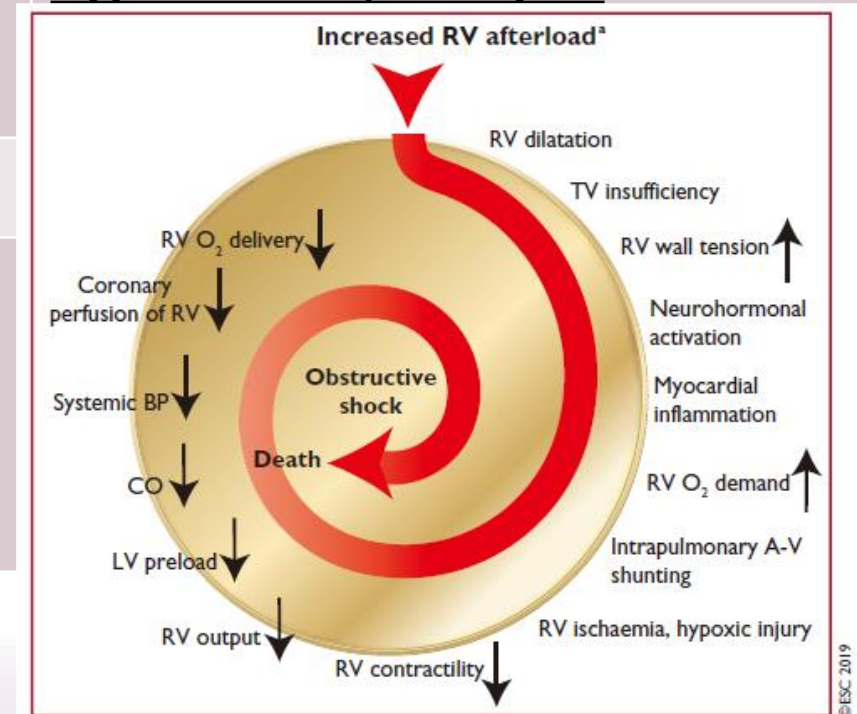 Increased RV afterloadª
RV dilatation
TV insufficiency
RV wall tension
Neurohormonal
activation
Myocardial
inflammation
RV O₂ demand
Intrapulmonary A-V
shunting
RV ischaemia, hypoxic injury
RV contractility
RV output
LV preload
CO
Systemic BP
Coronary
perfusion of RV
RV O₂ delivery
Obstructive
shock
Death
©ESC 2019